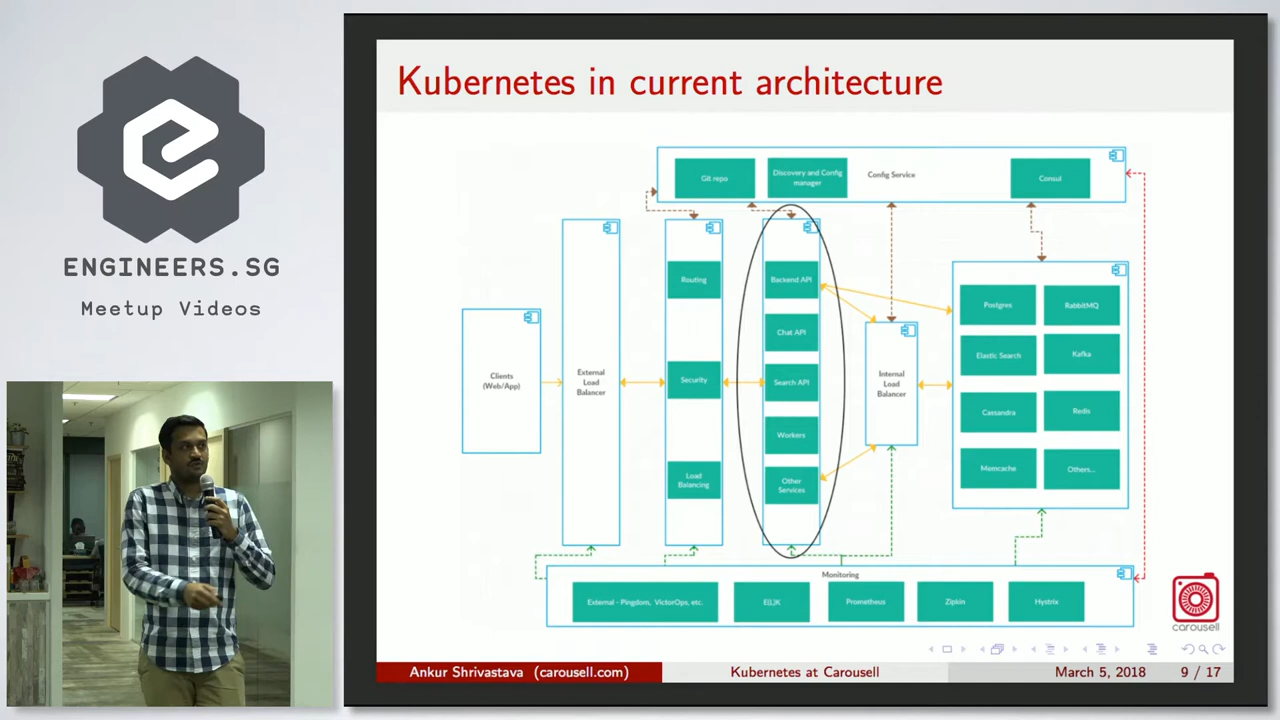 ENGINEERS.SG
Meetup Videos
Kubernetes in current architecture
Git repo
Discovery and Config
manager
Config Service
Consul
Clients
(Web/App)
External
Load
Balancer
Routing
Security
Load
Balancing
Backend API
Chat API
Search API
Workers
Other
Services
Internal
Load
Balancer
Postgres
RabbitMQ
Elastic Search
Kafka
Cassandra
Redis
Memcache
Others...
Monitoring
External - Pingdom, VictorOps, etc.
Prometheus
Zipkin
Hystrix
carousell
Ankur Shrivastava (carousell.com)
Kubernetes at Carousell
March 5, 2018
9 / 17